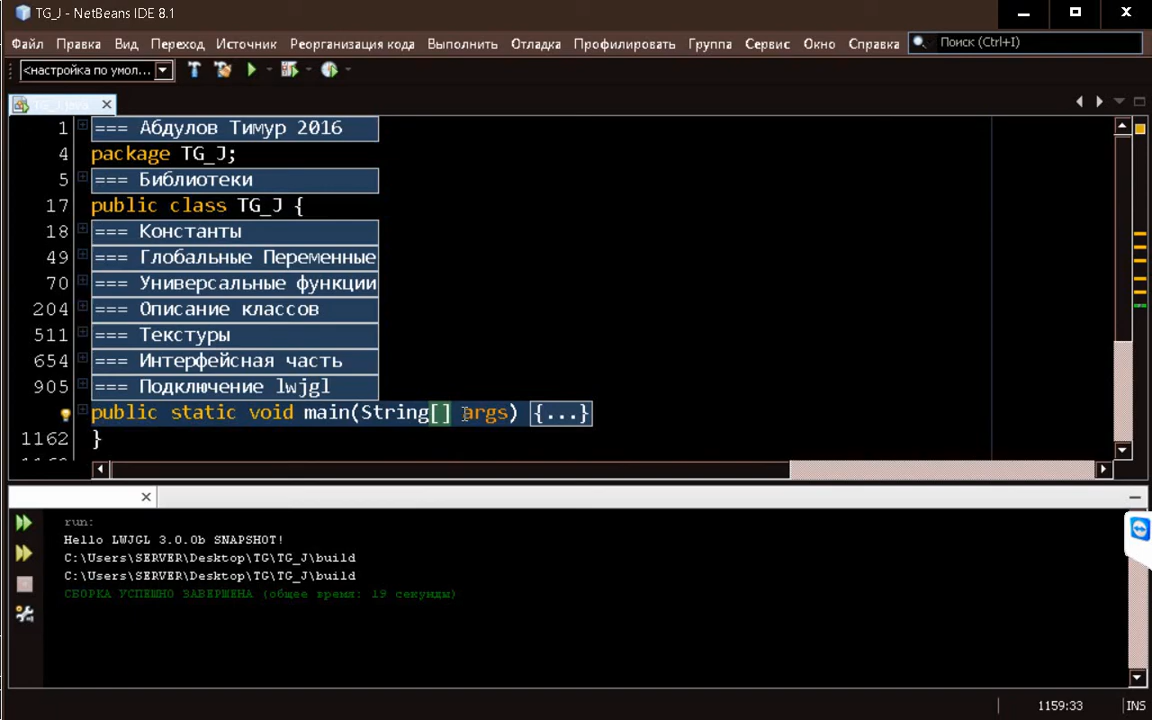 TG_J - NetBeans IDE 8.1
Файл Правка Вид Переход Источник Реорганизация кода Выполнить Отладка Профилировать Группа Сервис Окно Справка Поиск (Ctrl+I)
<настройка по умол...
1 === Абдулов Тимур 2016
4 package TG_J;
5 === Библиотеки
17 public class TG_J {
18 === Константы
49 === Глобальные Переменные
70 === Универсальные функции
204 === Описание классов
511 === Текстуры
654 === Интерфейсная часть
905 === Подключение lwjgl
public static void main(String[] args) {...}
1162 }
run:
Hello LWJGL 3.0.0b SNAPSHOT!
C:\Users\SERVER\Desktop\TG\TG_J\build
C:\Users\SERVER\Desktop\TG\TG_J\build
СБОРКА УСПЕШНО ЗАВЕРШЕНА (общее время: 19 секунды)
1159:33 INS